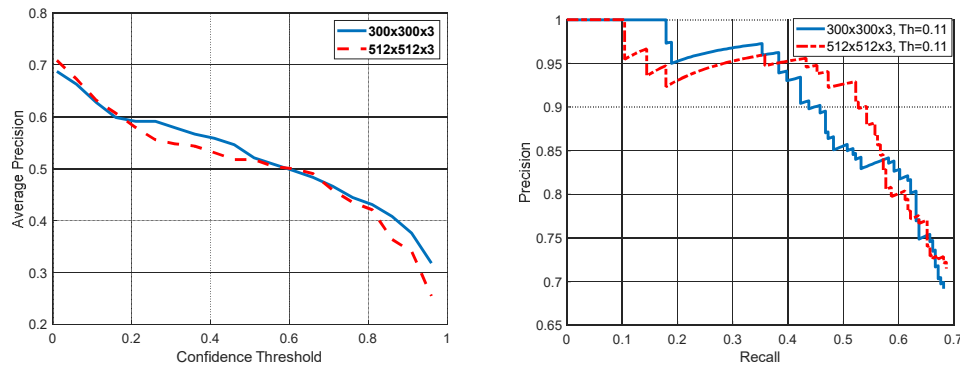 0.8
0.7
0.6
0.5
0.4
0.3
0.2
Average Precision
300x300x3
512x512x3
0 0.2 0.4 0.6 0.8 1
Confidence Threshold
1
0.95
0.9
0.85
0.8
0.75
0.7
0.65
Precision
300x300x3, Th=0.11
512x512x3, Th=0.11
0 0.1 0.2 0.3 0.4 0.5 0.6 0.7
Recall